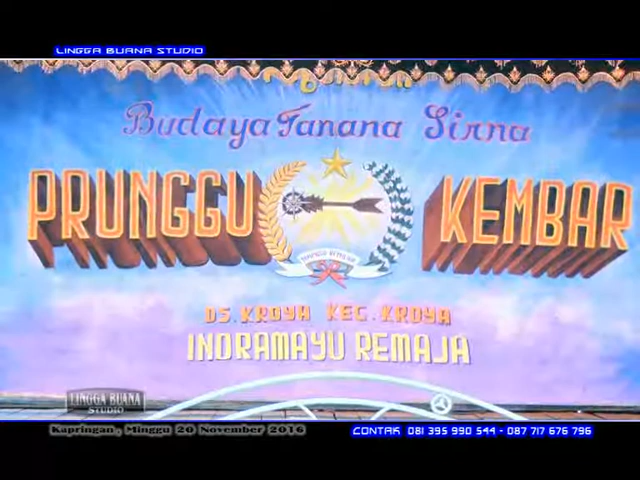 LINGGA BUANA STUDIO
Budaya Tanana Sirna
PRUNGGU KEMBAR
DS. KROYA KEC. KROYA
INDRAMAYU REMAJA
LINGGA BUANA
STUDIO
Kapringan, Minggu 20 November 2016
CONTAK 081 395 990 544 - 087 717 676 796